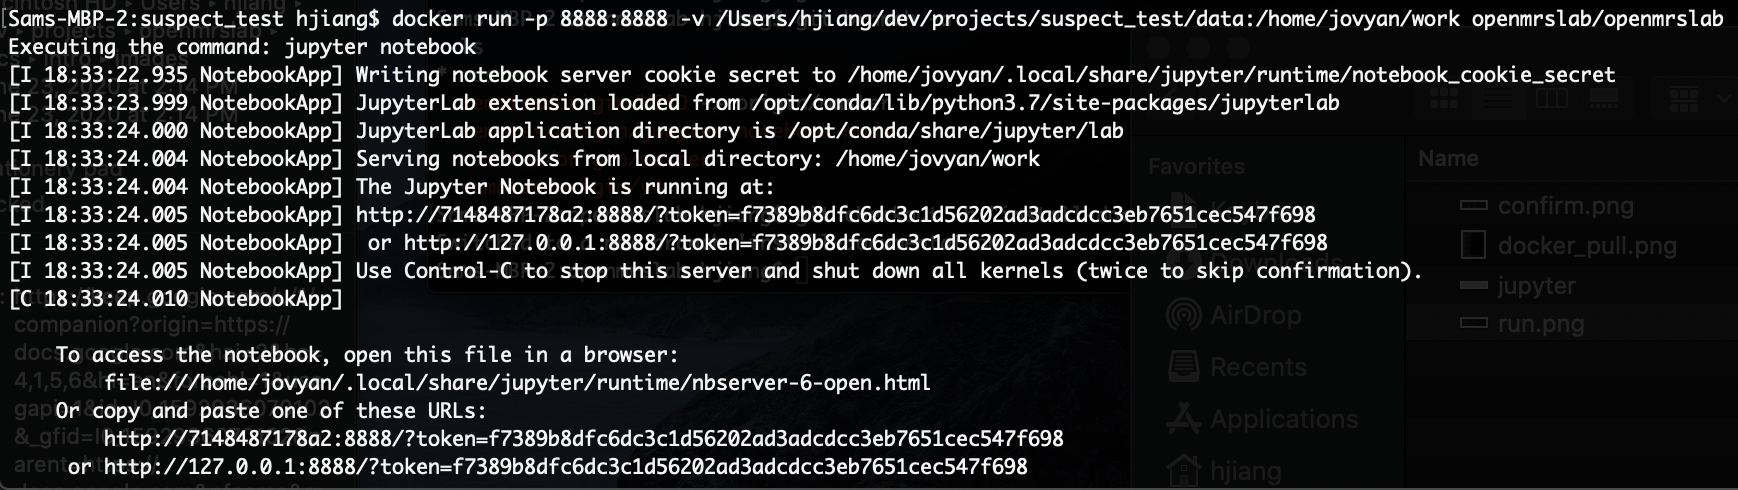 [Sams-MBP-2:suspect_test hjiang$ docker run -p 8888:8888 -v /Users/hjiang/dev/projects/suspect_test/data:/home/jovyan/work openmrslab/openmrslab
Executing the command: jupyter notebook
[I 18:33:22.935 NotebookApp] Writing notebook server cookie secret to /home/jovyan/.local/share/jupyter/runtime/notebook_cookie_secret
[I 18:33:23.999 NotebookApp] JupyterLab extension loaded from /opt/conda/lib/python3.7/site-packages/jupyterlab
[I 18:33:24.000 NotebookApp] JupyterLab application directory is /opt/conda/share/jupyter/lab
[I 18:33:24.004 NotebookApp] Serving notebooks from local directory: /home/jovyan/work
[I 18:33:24.004 NotebookApp] The Jupyter Notebook is running at:
[I 18:33:24.005 NotebookApp] http://7148487178a2:8888/?token=f7389b8dfc6dc3c1d56202ad3adcdcc3eb7651cec547f698
[I 18:33:24.005 NotebookApp]  or http://127.0.0.1:8888/?token=f7389b8dfc6dc3c1d56202ad3adcdcc3eb7651cec547f698
[I 18:33:24.005 NotebookApp] Use Control-C to stop this server and shut down all kernels (twice to skip confirmation).
[C 18:33:24.010 NotebookApp]
To access the notebook, open this file in a browser:
file:///home/jovyan/.local/share/jupyter/runtime/nbserver-6-open.html
Or copy and paste one of these URLs:
http://7148487178a2:8888/?token=f7389b8dfc6dc3c1d56202ad3adcdcc3eb7651cec547f698
or http://127.0.0.1:8888/?token=f7389b8dfc6dc3c1d56202ad3adcdcc3eb7651cec547f698
Favorites
Downloads
AirDrop
Recents
Applications
hjiang
Name
confirm.png
docker_pull.png
jupyter
run.png
companion?origin=https://